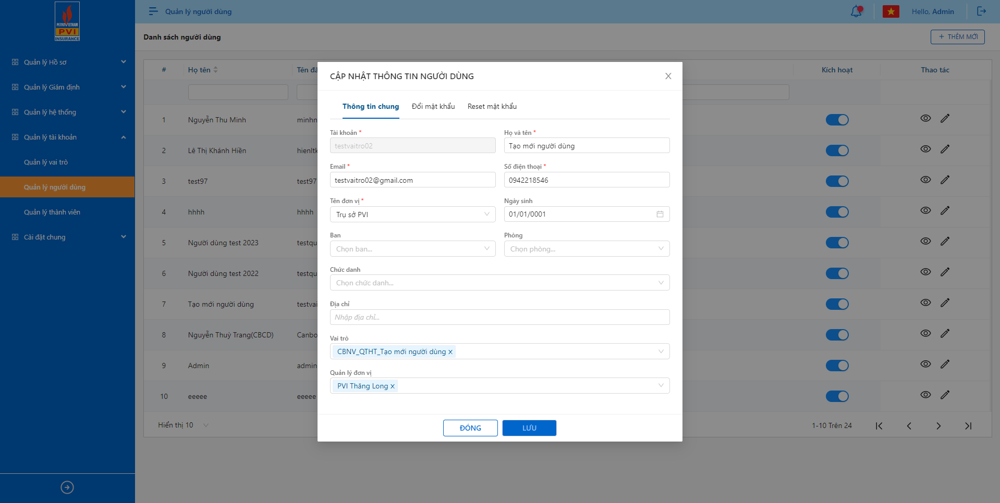 PETROVIETNAM
PVI
INSURANCE
Quản lý người dùng
Hello, Admin
Danh sách người dùng
+ THÊM MỚI
Quản lý Hồ sơ
Quản lý Giám định
Quản lý hệ thống
Quản lý tài khoản
Quản lý vai trò
Quản lý người dùng
Quản lý thành viên
Cài đặt chung
# Họ tên Tên đă Kích hoạt Thao tác
1 Nguyễn Thu Minh minhn
2 Lê Thị Khánh Hiền hienltk
3 test97 test97
4 hhhh hhhh
5 Người dùng test 2023 testqu
6 Người dùng test 2022 testqu
7 Tạo mới người dùng testvai
8 Nguyễn Thuỳ Trang(CBCD) Canbo
9 Admin admin
10 eeeee eeeee
Hiển thị 10
1-10 Trên 24
CẬP NHẬT THÔNG TIN NGƯỜI DÙNG
Thông tin chung Đổi mật khẩu Reset mật khẩu
Tài khoản * Họ và tên *
testvaitro02 Tạo mới người dùng
Email * Số điện thoại *
testvaitro02@gmail.com 0942218546
Tên đơn vị * Ngày sinh
Trụ sở PVI 01/01/0001
Ban Phòng
Chọn ban... Chọn phòng...
Chức danh
Chọn chức danh...
Địa chỉ
Nhập địa chỉ...
Vai trò
CBNV_QTHT_Tạo mới người dùng x
Quản lý đơn vị
PVI Thăng Long x
ĐÓNG LƯU